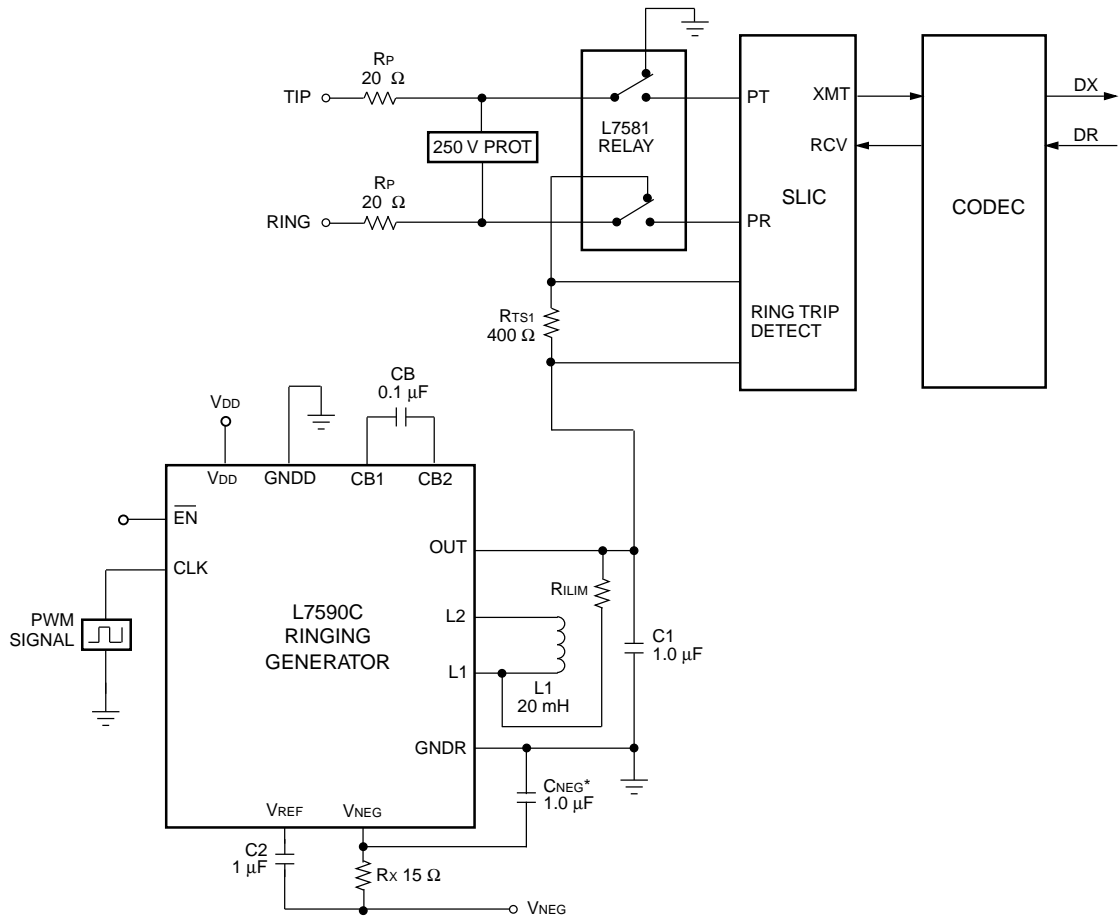 RP
20 Ω
TIP
250 V PROT
RP
20 Ω
RING
L7581
RELAY
PT
XMT
RCV
SLIC
PR
RING TRIP
DETECT
CODEC
DX
DR
RTS1
400 Ω
CB
0.1 µF
VDD
VDD
GNDD
CB1
CB2
EN
CLK
PWM
SIGNAL
L7590C
RINGING
GENERATOR
OUT
L2
L1
GNDR
RILIM
L1
20 mH
C1
1.0 µF
CNEG*
1.0 µF
VREF
VNEG
C2
1 µF
RX 15 Ω
VNEG